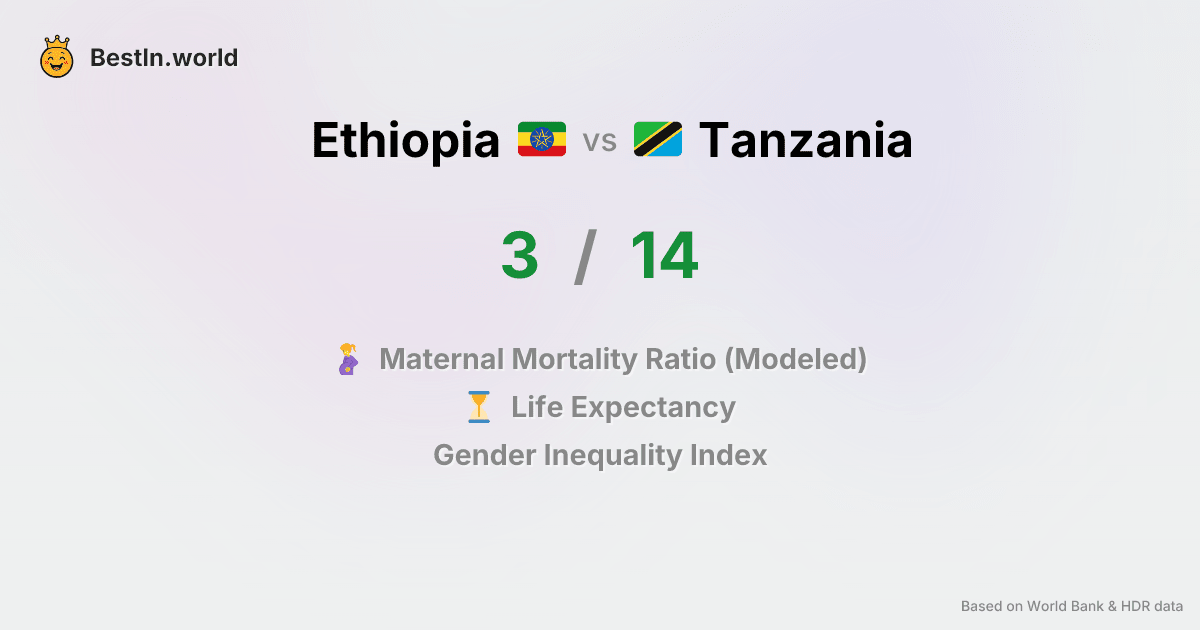 BestIn.world
Ethiopia vs Tanzania
3 / 14
Maternal Mortality Ratio (Modeled)
Life Expectancy
Gender Inequality Index
Based on World Bank & HDR data